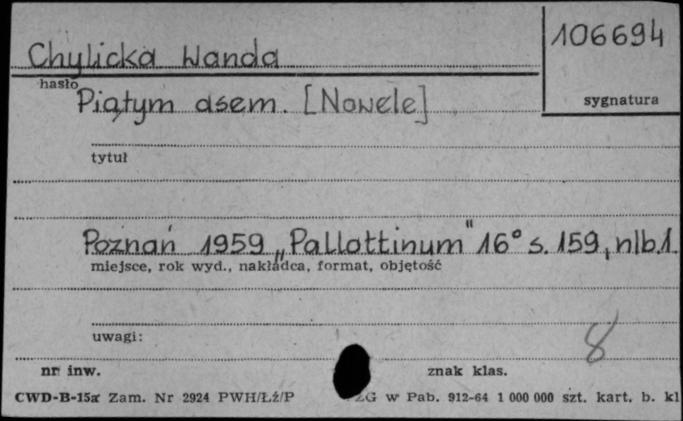 106694
Chylicka Wanda
hasło
Piątym asem. [Nowele]
sygnatura
tytuł
Poznań 1959 „Pallottinum" 16° s. 159, nlb.1.
miejsce, rok wyd., nakładca, format, objętość
uwagi:
8
nr inw. znak klas.
CWD-B-15a Zam. Nr 2924 PWH/Łź/P ZG w Pab. 912-64 1 000 000 szt. kart. b. kl